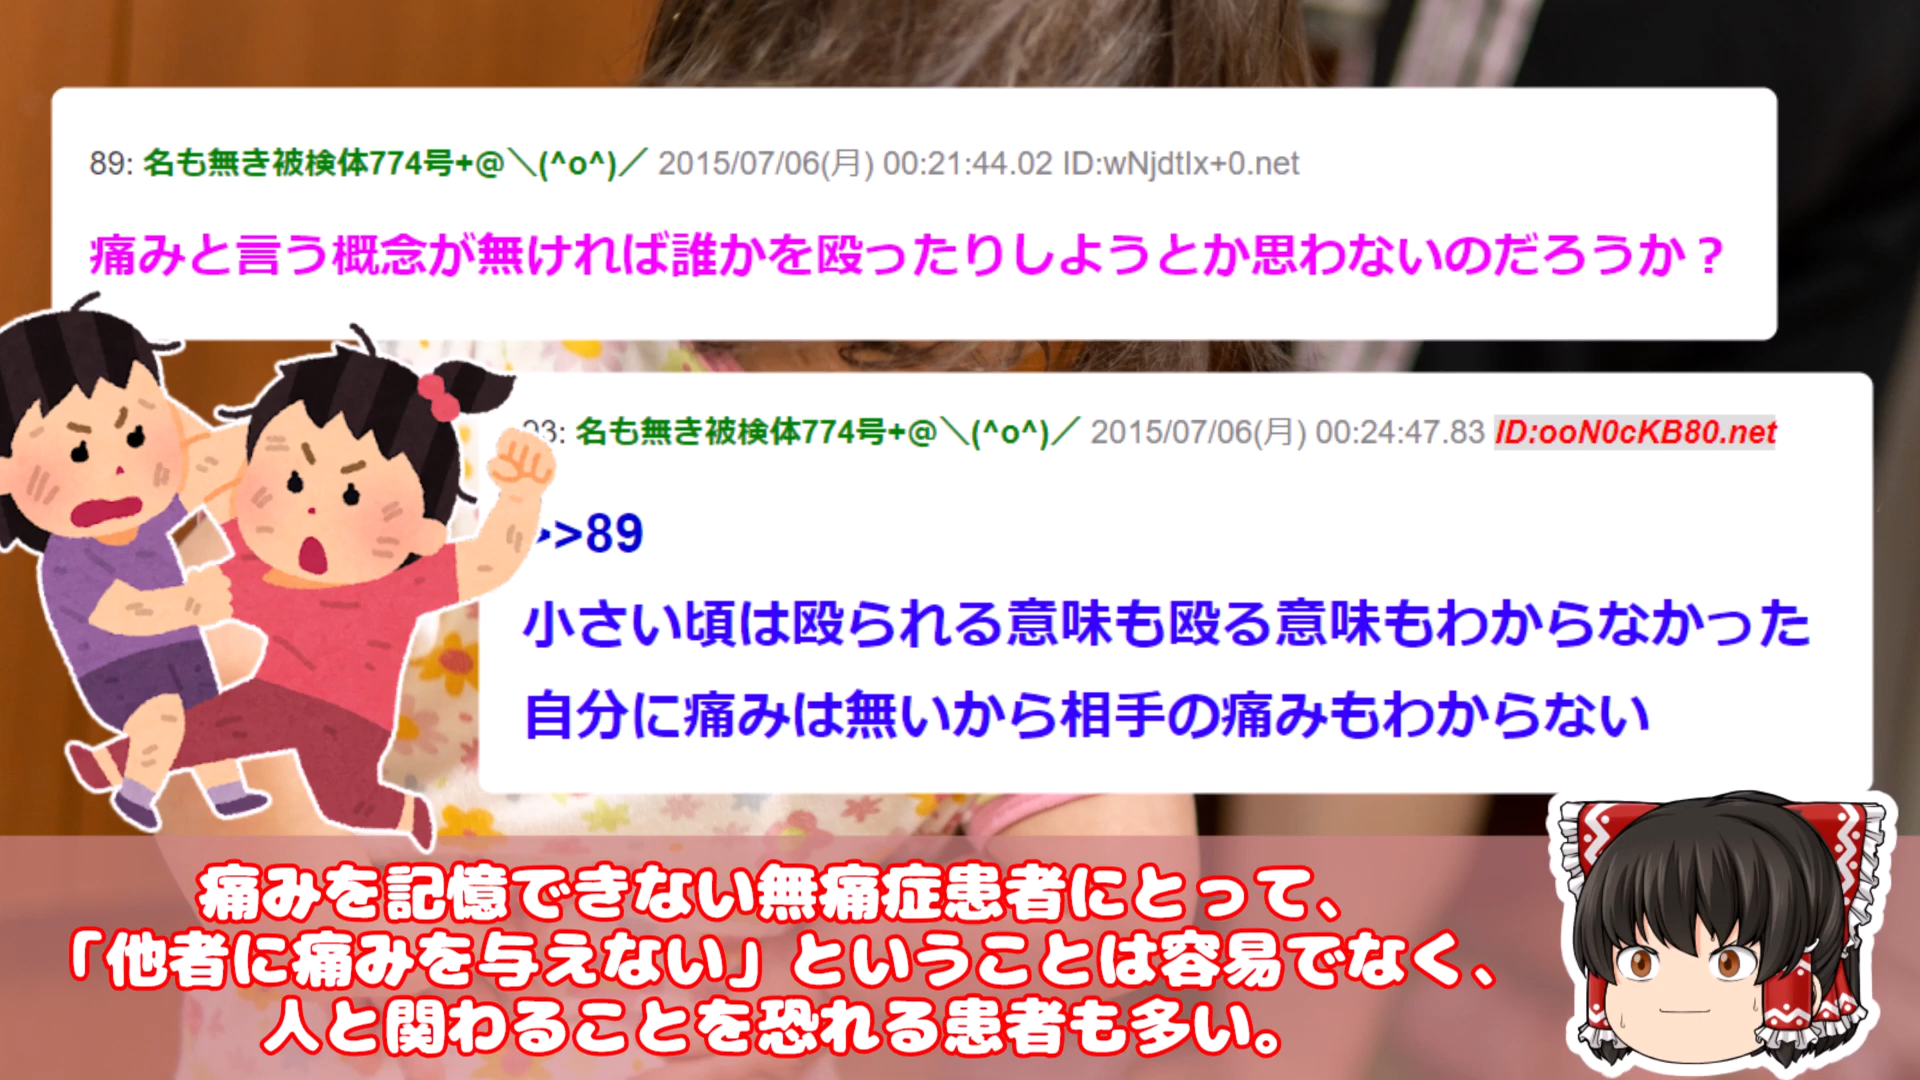 89: 名も無き被検体774号+@＼(^o^)／ 2015/07/06(月) 00:21:44.02 ID:wNjdtIx+0.net
痛みと言う概念が無ければ誰かを殴ったりしようとか思わないのだろうか？
93: 名も無き被検体774号+@＼(^o^)／ 2015/07/06(月) 00:24:47.83 ID:ooN0cKB80.net
>>89
小さい頃は殴られる意味も殴る意味もわからなかった
自分に痛みは無いから相手の痛みもわからない
痛みを記憶できない無痛症患者にとって、
「他者に痛みを与えない」ということは容易でなく、
人と関わることを恐れる患者も多い。